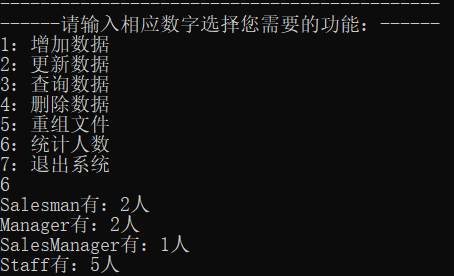 --------------------------------------------
------请输入相应数字选择您需要的功能：------
1：增加数据
2：更新数据
3：查询数据
4：删除数据
5：重组文件
6：统计人数
7：退出系统
6
Salesman有：2人
Manager有：2人
SalesManager有：1人
Staff有：5人